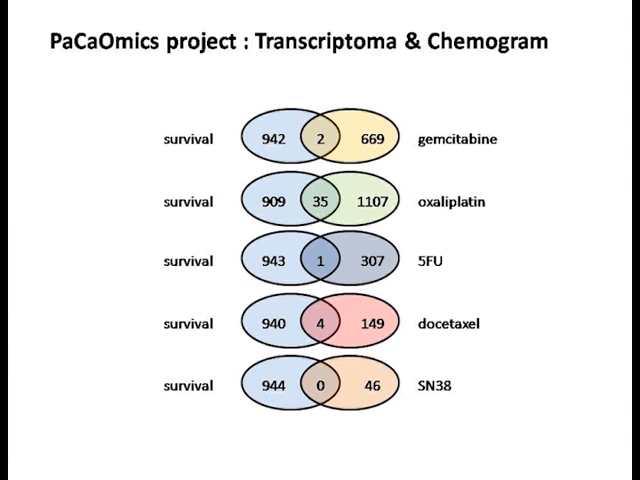 PaCaOmics project : Transcriptoma & Chemogram
survival 942 2 669 gemcitabine
survival 909 35 1107 oxaliplatin
survival 943 1 307 5FU
survival 940 4 149 docetaxel
survival 944 0 46 SN38